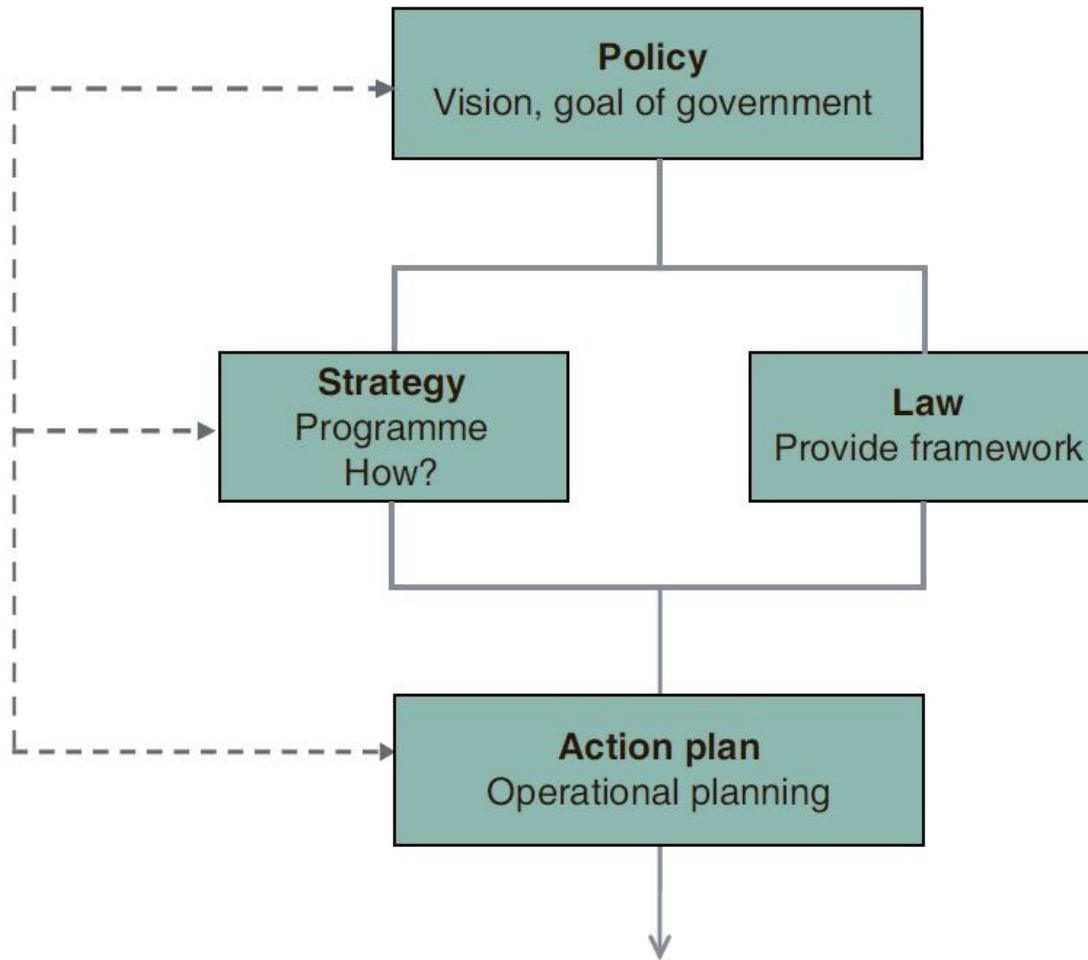 Policy
Vision, goal of government
Strategy
Programme
How?
Law
Provide framework
Action plan
Operational planning